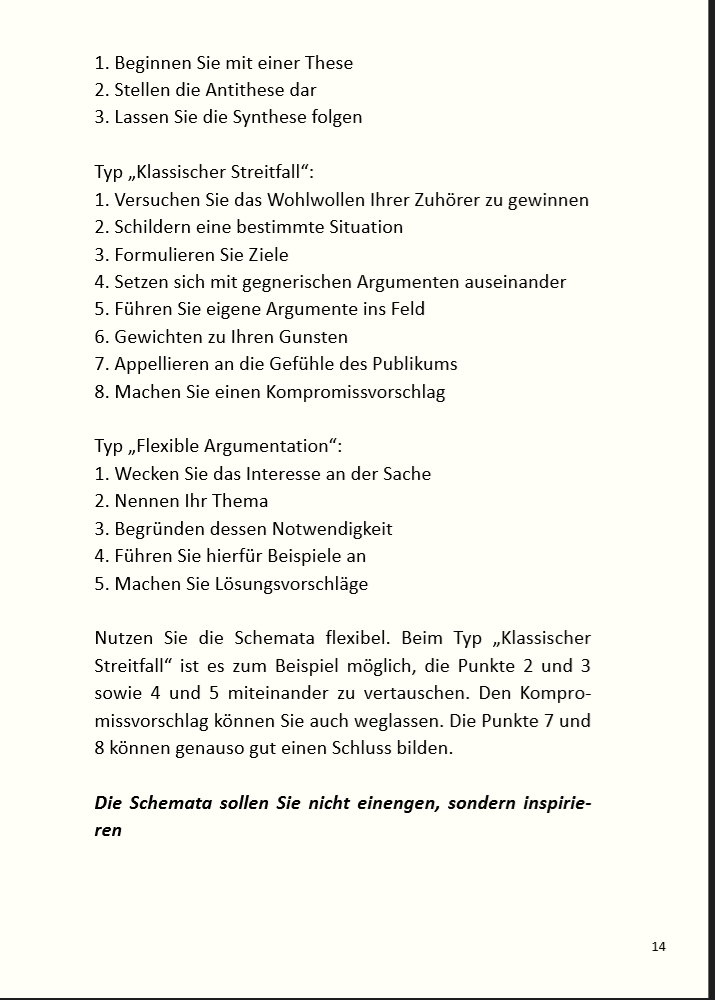 1. Beginnen Sie mit einer These
2. Stellen die Antithese dar
3. Lassen Sie die Synthese folgen
Typ „Klassischer Streitfall“:
1. Versuchen Sie das Wohlwollen Ihrer Zuhörer zu gewinnen
2. Schildern eine bestimmte Situation
3. Formulieren Sie Ziele
4. Setzen sich mit gegnerischen Argumenten auseinander
5. Führen Sie eigene Argumente ins Feld
6. Gewichten zu Ihren Gunsten
7. Appellieren an die Gefühle des Publikums
8. Machen Sie einen Kompromissvorschlag
Typ „Flexible Argumentation“:
1. Wecken Sie das Interesse an der Sache
2. Nennen Ihr Thema
3. Begründen dessen Notwendigkeit
4. Führen Sie hierfür Beispiele an
5. Machen Sie Lösungsvorschläge
Nutzen Sie die Schemata flexibel. Beim Typ „Klassischer
Streitfall“ ist es zum Beispiel möglich, die Punkte 2 und 3
sowie 4 und 5 miteinander zu vertauschen. Den Kompro-
missvorschlag können Sie auch weglassen. Die Punkte 7 und
8 können genauso gut einen Schluss bilden.
Die Schemata sollen Sie nicht einengen, sondern inspirie-
ren
14